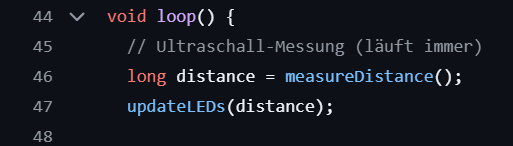 44 void loop() {
45 // Ultraschall-Messung (läuft immer)
46 long distance = measureDistance();
47 updateLEDs(distance);
48